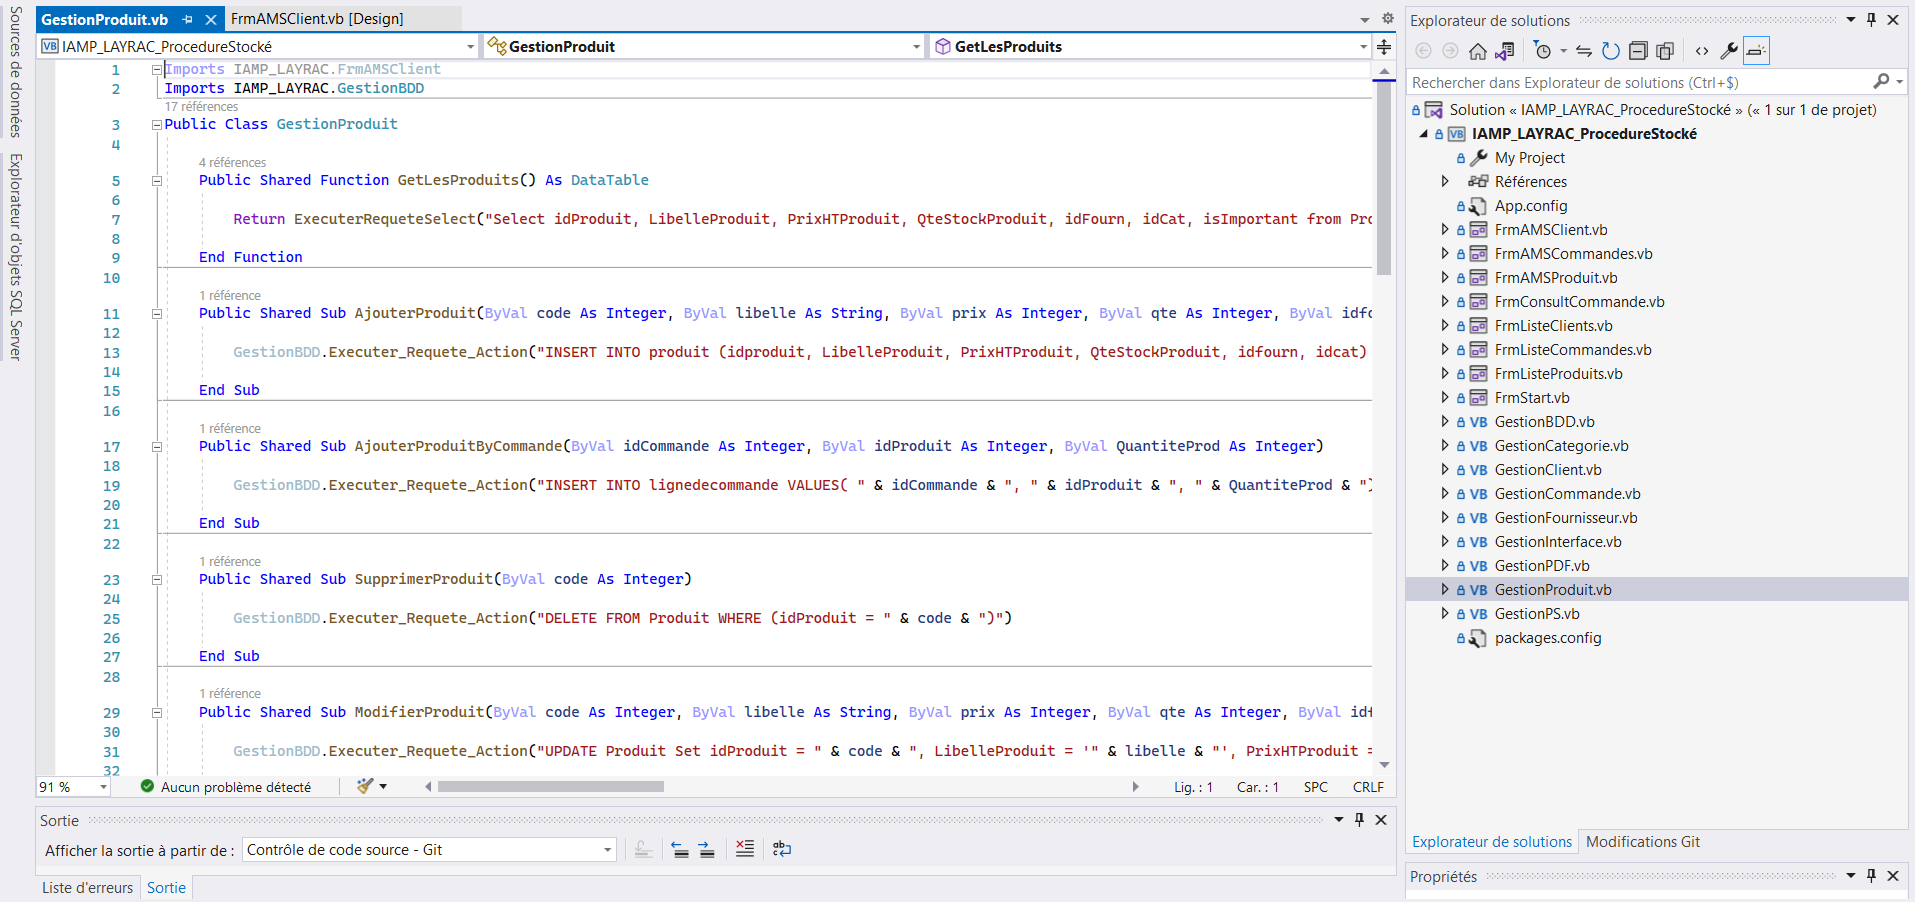 Sources de données
Explorateur d'objets SQL Server
GestionProduit.vb
FrmAMSClient.vb [Design]
VB IAMP_LAYRAC_ProcedureStocké
GestionProduit
GetLesProduits
1 Imports IAMP_LAYRAC.FrmAMSClient
2 Imports IAMP_LAYRAC.GestionBDD
17 références
3 Public Class GestionProduit
4
4 références
5 Public Shared Function GetLesProduits() As DataTable
6
7 Return ExecuterRequeteSelect("Select idProduit, LibelleProduit, PrixHTProduit, QteStockProduit, idFourn, idCat, isImportant from Pro
8
9 End Function
10
1 référence
11 Public Shared Sub AjouterProduit(ByVal code As Integer, ByVal libelle As String, ByVal prix As Integer, ByVal qte As Integer, ByVal idfo
12
13 GestionBDD.Executer_Requete_Action("INSERT INTO produit (idproduit, LibelleProduit, PrixHTProduit, QteStockProduit, idfourn, idcat)
14
15 End Sub
16
1 référence
17 Public Shared Sub AjouterProduitByCommande(ByVal idCommande As Integer, ByVal idProduit As Integer, ByVal QuantiteProd As Integer)
18
19 GestionBDD.Executer_Requete_Action("INSERT INTO lignedecommande VALUES( " & idCommande & ", " & idProduit & ", " & QuantiteProd & ")
20
21 End Sub
22
1 référence
23 Public Shared Sub SupprimerProduit(ByVal code As Integer)
24
25 GestionBDD.Executer_Requete_Action("DELETE FROM Produit WHERE (idProduit = " & code & ")")
26
27 End Sub
28
1 référence
29 Public Shared Sub ModifierProduit(ByVal code As Integer, ByVal libelle As String, ByVal prix As Integer, ByVal qte As Integer, ByVal idf
30
31 GestionBDD.Executer_Requete_Action("UPDATE Produit Set idProduit = " & code & ", LibelleProduit = '" & libelle & "', PrixHTProduit =
32
91 %
Aucun problème détecté
Lig. : 1
Car. : 1
SPC
CRLF
Sortie
Afficher la sortie à partir de :
Contrôle de code source - Git
Liste d'erreurs
Sortie
Explorateur de solutions
Rechercher dans Explorateur de solutions (Ctrl+$)
Solution « IAMP_LAYRAC_ProcedureStocké » (« 1 sur 1 de projet)
VB IAMP_LAYRAC_ProcedureStocké
My Project
Références
App.config
FrmAMSClient.vb
FrmAMSCommandes.vb
FrmAMSProduit.vb
FrmConsultCommande.vb
FrmListeClients.vb
FrmListeCommandes.vb
FrmListeProduits.vb
FrmStart.vb
VB GestionBDD.vb
VB GestionCategorie.vb
VB GestionClient.vb
VB GestionCommande.vb
VB GestionFournisseur.vb
VB GestionInterface.vb
VB GestionPDF.vb
VB GestionProduit.vb
VB GestionPS.vb
packages.config
Explorateur de solutions
Modifications Git
Propriétés